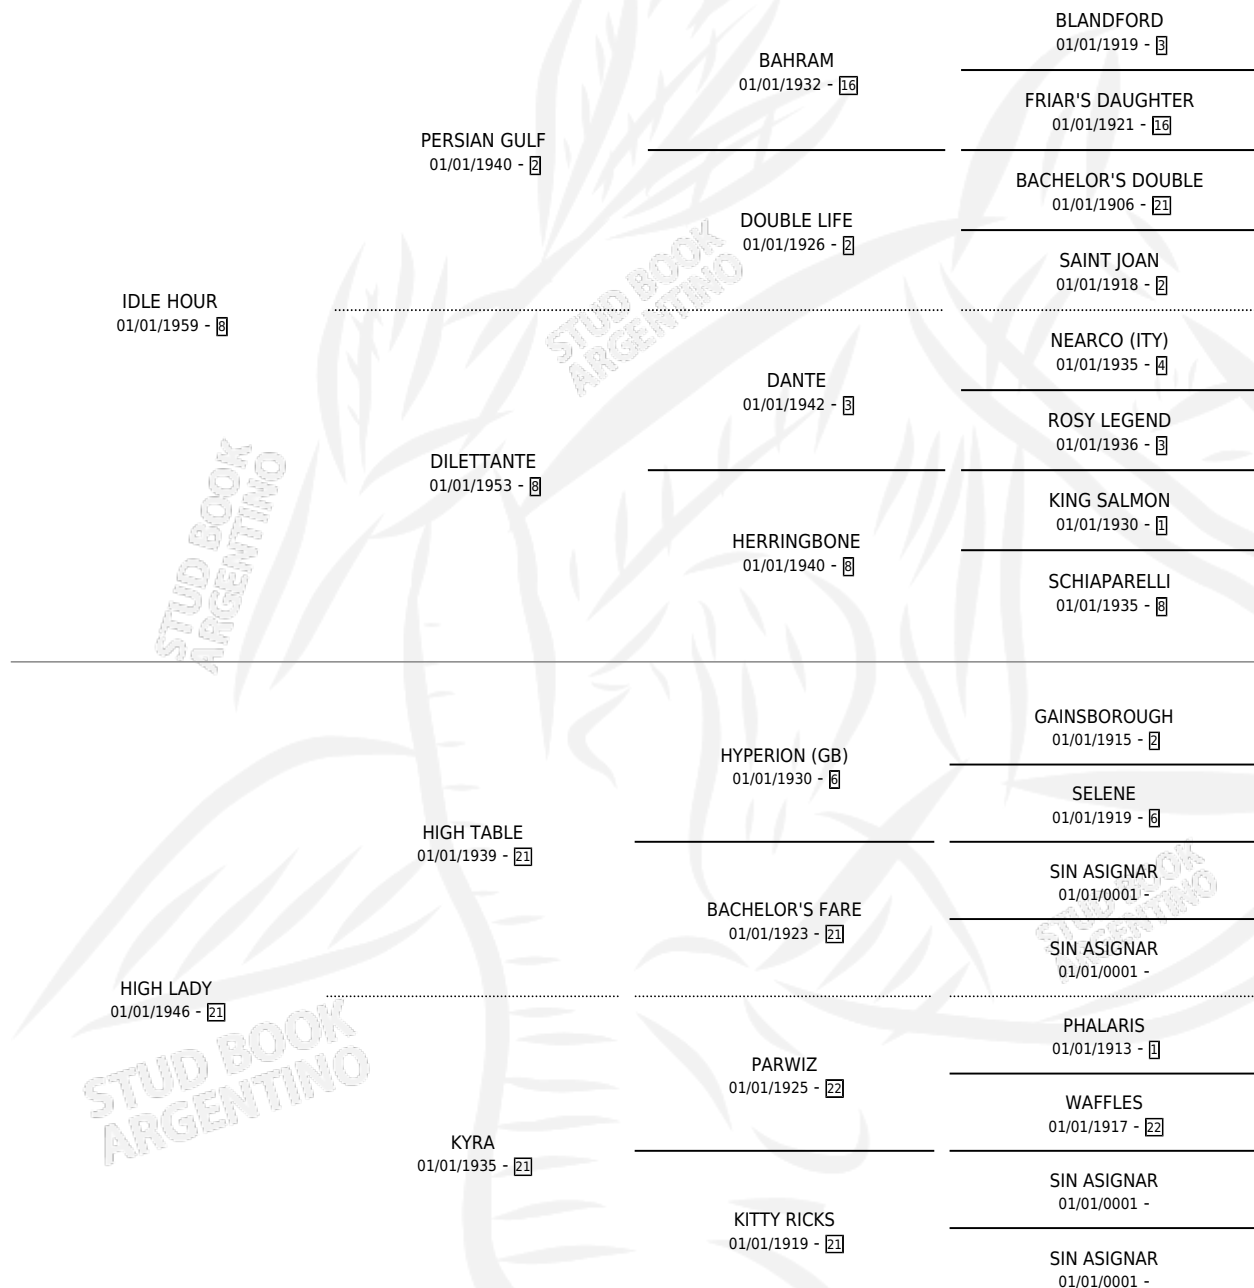 BLANDFORD
01/01/1919 - 3
BAHRAM
01/01/1932 - 16
FRIAR'S DAUGHTER
01/01/1921 - 16
PERSIAN GULF
01/01/1940 - 2
BACHELOR'S DOUBLE
01/01/1906 - 21
DOUBLE LIFE
01/01/1926 - 2
SAINT JOAN
01/01/1918 - 2
IDLE HOUR
01/01/1959 - 8
NEARCO (ITY)
01/01/1935 - 4
DANTE
01/01/1942 - 3
ROSY LEGEND
01/01/1936 - 3
DILETTANTE
01/01/1953 - 8
KING SALMON
01/01/1930 - 1
HERRINGBONE
01/01/1940 - 8
SCHIAPARELLI
01/01/1935 - 8
GAINSBOROUGH
01/01/1915 - 2
HYPERION (GB)
01/01/1930 - 6
SELENE
01/01/1919 - 6
HIGH TABLE
01/01/1939 - 21
SIN ASIGNAR
01/01/0001 -
BACHELOR'S FARE
01/01/1923 - 21
SIN ASIGNAR
01/01/0001 -
HIGH LADY
01/01/1946 - 21
PHALARIS
01/01/1913 - 1
PARWIZ
01/01/1925 - 22
WAFFLES
01/01/1917 - 22
KYRA
01/01/1935 - 21
SIN ASIGNAR
01/01/0001 -
KITTY RICKS
01/01/1919 - 21
SIN ASIGNAR
01/01/0001 -
STUD BOOK
ARGENTINO
STUD BOOK
ARGENTINO
STUD BOOK
ARGENTINO
STUD BOOK
ARGENTINO